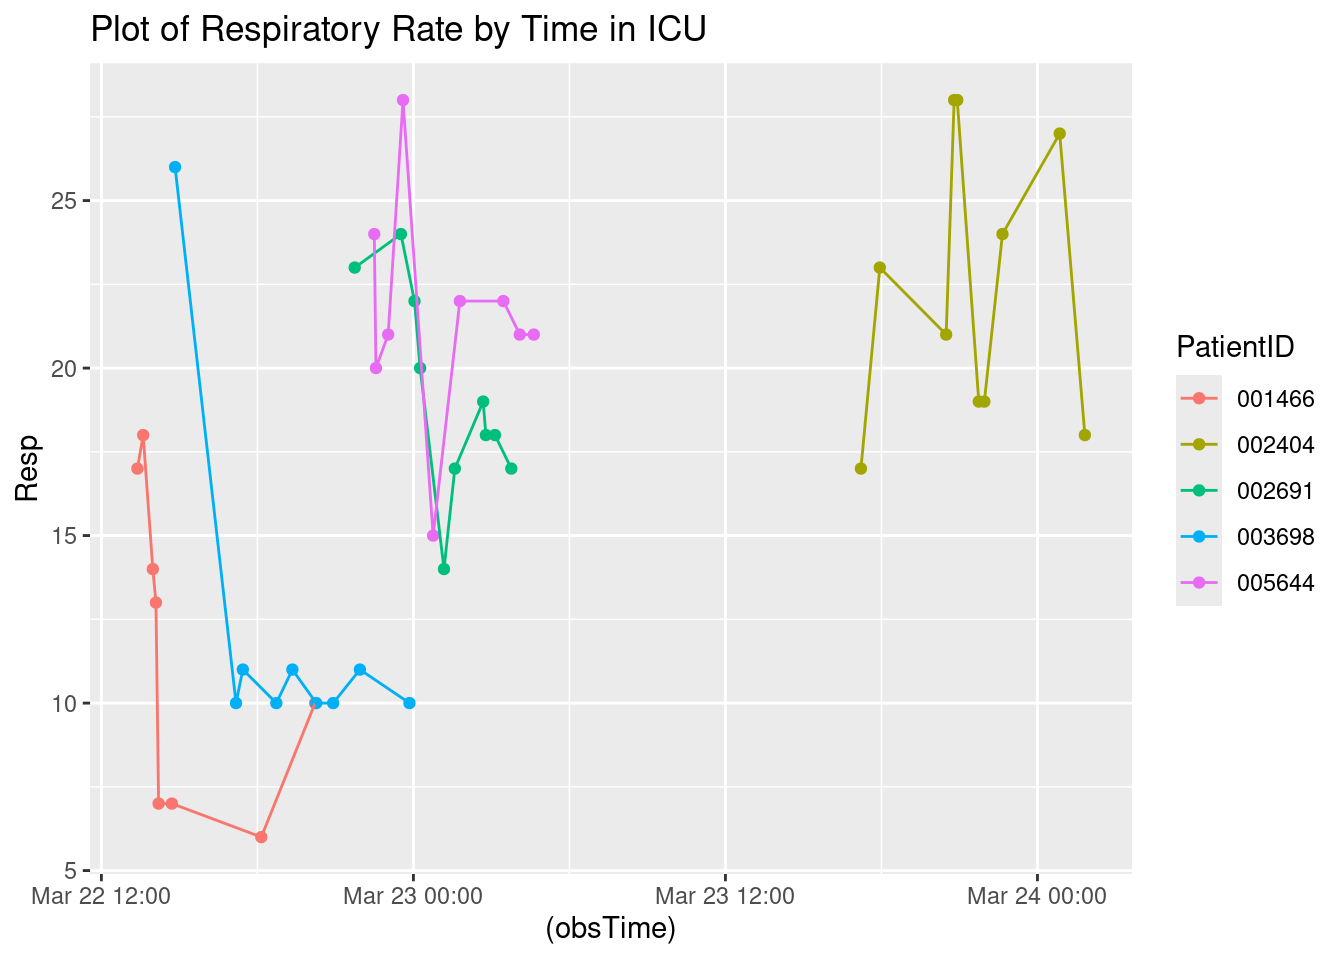 Plot of Respiratory Rate by Time in ICU
25
20
15
10
5
Resp
Mar 22 12:00
Mar 23 00:00
Mar 23 12:00
Mar 24 00:00
(obsTime)
PatientID
001466
002404
002691
003698
005644